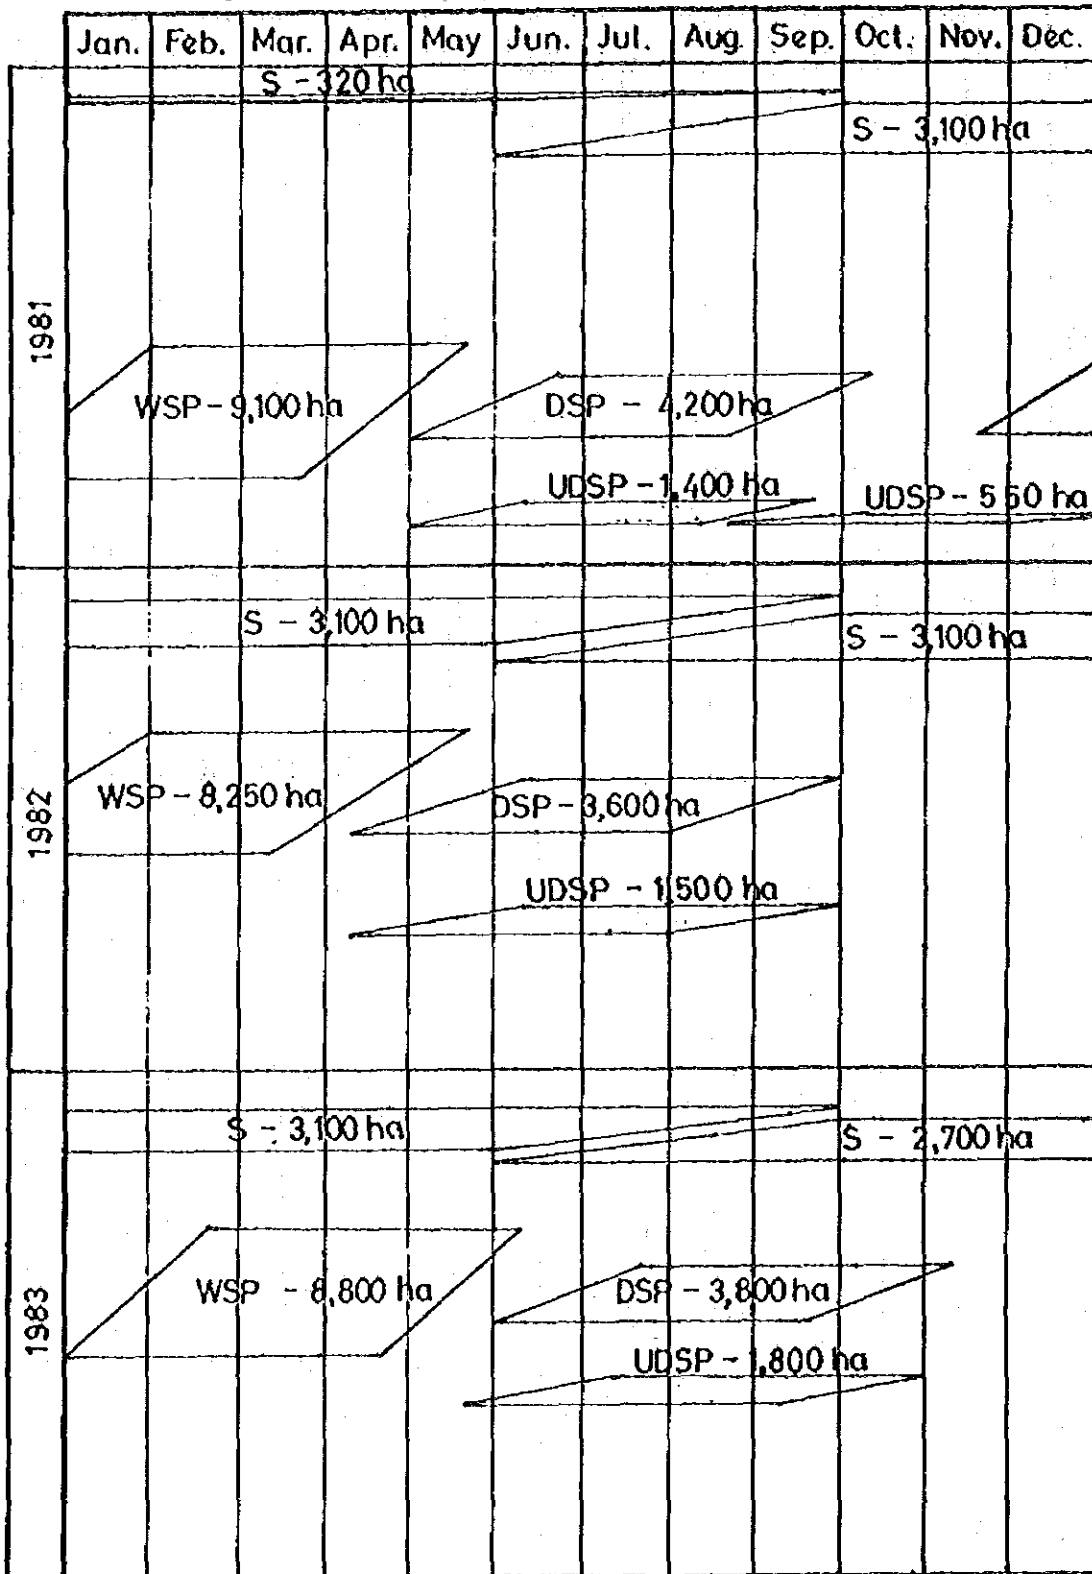 Jan. Feb. Mar. Apr. May Jun. Jul. Aug. Sep. Oct. Nov. Dec.
1981
S - 320 ha
S - 3,100 ha
WSP - 9,100 ha
DSP - 4,200 ha
UDSP - 1,400 ha
UDSP - 550 ha
1982
S - 3,100 ha
S - 3,100 ha
WSP - 8,250 ha
DSP - 3,600 ha
UDSP - 1,500 ha
1983
S - 3,100 ha
S - 2,700 ha
WSP - 8,800 ha
DSP - 3,800 ha
UDSP - 1,800 ha